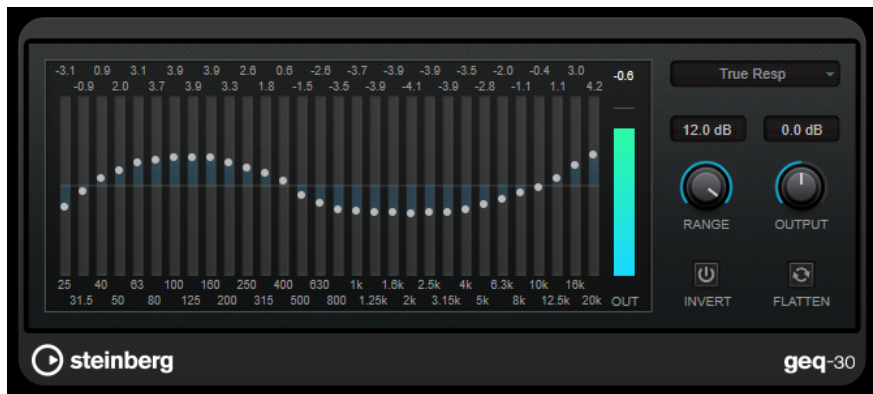 -3.1 0.9 3.1 3.9 3.9 2.6 0.6 -2.6 -3.7 -3.9 -3.9 -3.5 -2.0 -0.4 3.0 -0.6 True Resp
-0.9 2.0 3.7 3.9 3.3 1.8 -1.5 -3.5 -3.9 -4.1 -3.9 -2.8 -1.1 1.1 4.2
12.0 dB 0.0 dB
RANGE OUTPUT
25 40 63 100 160 250 400 630 1k 1.6k 2.5k 4k 6.3k 10k 16k
31.5 50 80 125 200 315 500 800 1.25k 2k 3.15k 5k 8k 12.5k 20k OUT INVERT FLATTEN
steinberg geq-30